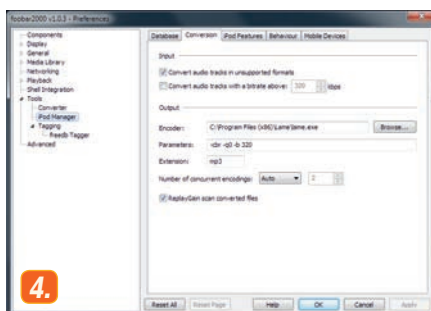 foobar2000 v1.0.3 - Preferences
Components
Display
General
Media Library
Networking
Playback
Shell Integration
Tools
Converter
iPod Manager
Tagging
freedb Tagger
Advanced
Database Conversion iPod Features Behaviour Mobile Devices
Input
Convert audio tracks in unsupported formats
Convert audio tracks with a bitrate above: 320 kbps
Output
Encoder: C:\Program Files (x86)\Lame\lame.exe Browse...
Parameters: -cbr -q0 -b 320
Extension: mp3
Number of concurrent encodings: Auto 2
ReplayGain scan converted files
4.
Reset All Reset Page Help OK Cancel Apply